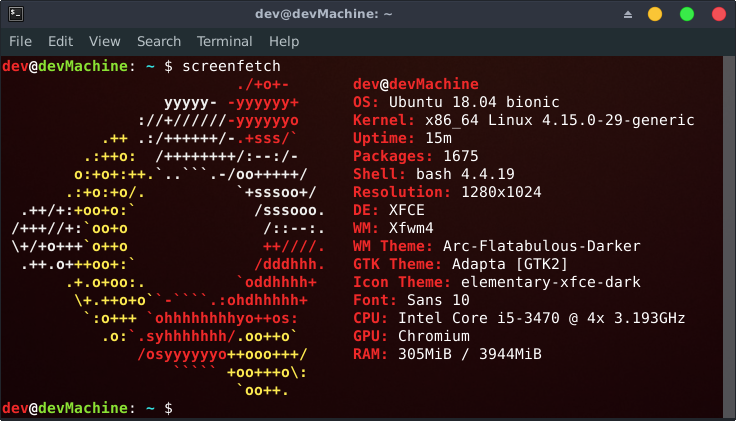 dev@devMachine: ~
File Edit View Search Terminal Help
dev@devMachine: ~ $ screenfetch
                          ./+o+-       dev@devMachine
                  yyyyy- -yyyyyy+      OS: Ubuntu 18.04 bionic
               ://+//////-yyyyyyo      Kernel: x86_64 Linux 4.15.0-29-generic
           .++ .:/++++++/-.+sss/`      Uptime: 15m
         .:++o:  /++++++++/:--:/-      Packages: 1675
        o:+o+:++.`..```.-/oo+++++/     Shell: bash 4.4.19
       .:+o:+o/.          `+sssoo+/    Resolution: 1280x1024
  .++/+:+oo+o:`             /sssooo.   DE: XFCE
 /+++//+:`oo+o               /::--:.   WM: Xfwm4
 \+/+o+++`o++o               ++////.   WM Theme: Arc-Flatabulous-Darker
  .++.o+++oo+:`             /dddhhh.   GTK Theme: Adapta [GTK2]
       .+.o+oo:.          `oddhhhh+    Icon Theme: elementary-xfce-dark
        \+.++o+o``-````.:ohdhhhhh+     Font: Sans 10
         `:o+++ `ohhhhhhhhyo++os:      CPU: Intel Core i5-3470 @ 4x 3.193GHz
           .o:`.syhhhhhhh/.oo++o`      GPU: Chromium
               /osyyyyyyo++ooo+++/     RAM: 305MiB / 3944MiB
                   ````` +oo+++o\:
                          `oo++.
dev@devMachine: ~ $